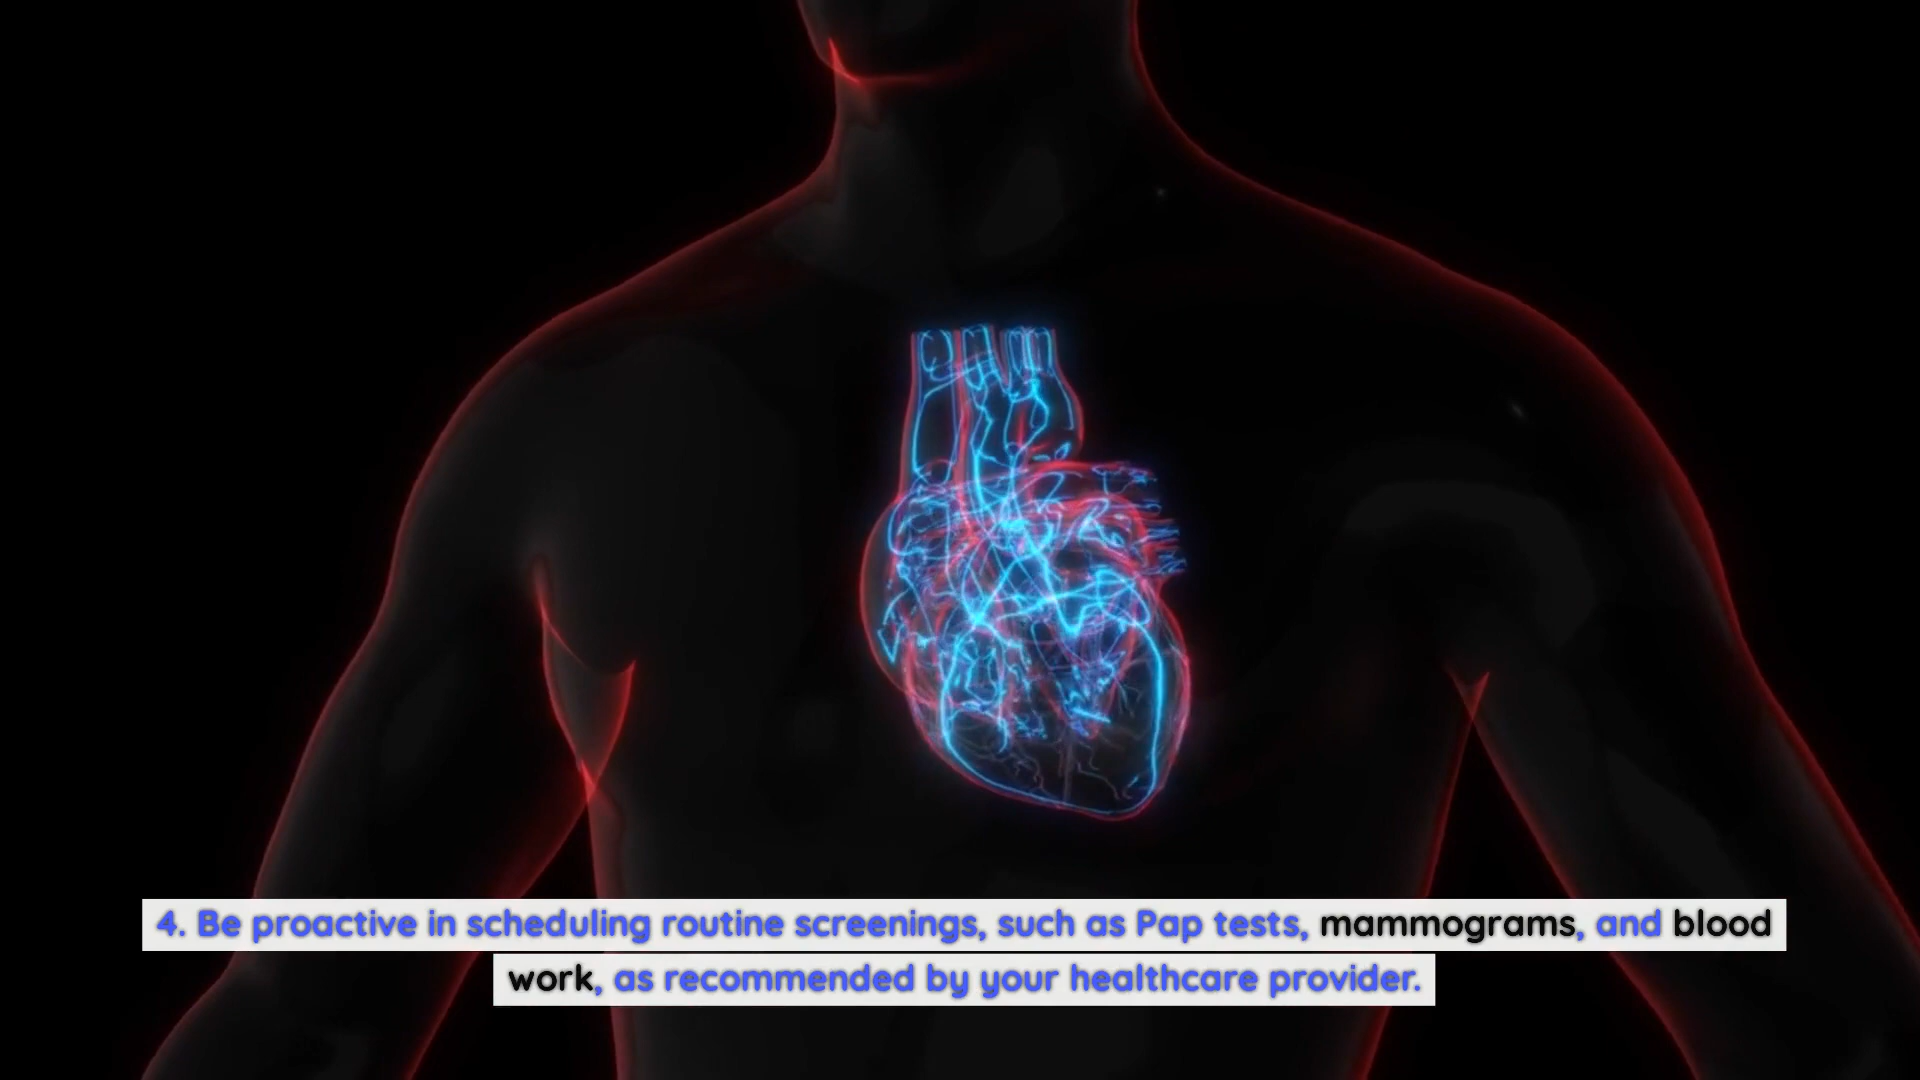 4. Be proactive in scheduling routine screenings, such as Pap tests, mammograms, and blood
work, as recommended by your healthcare provider.